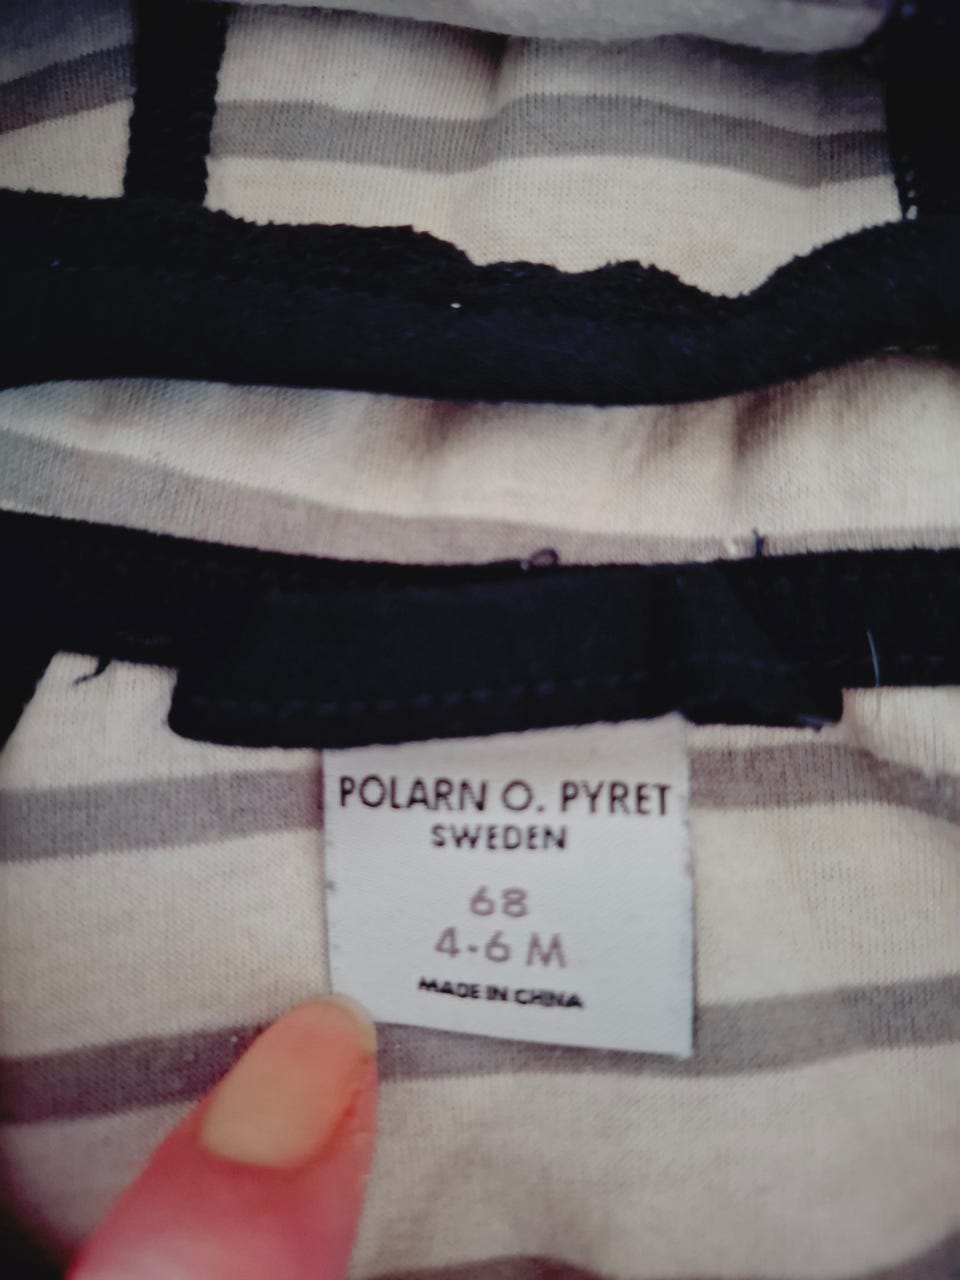 POLARN O. PYRET
SWEDEN
68
4-6 M
MADE IN CHINA